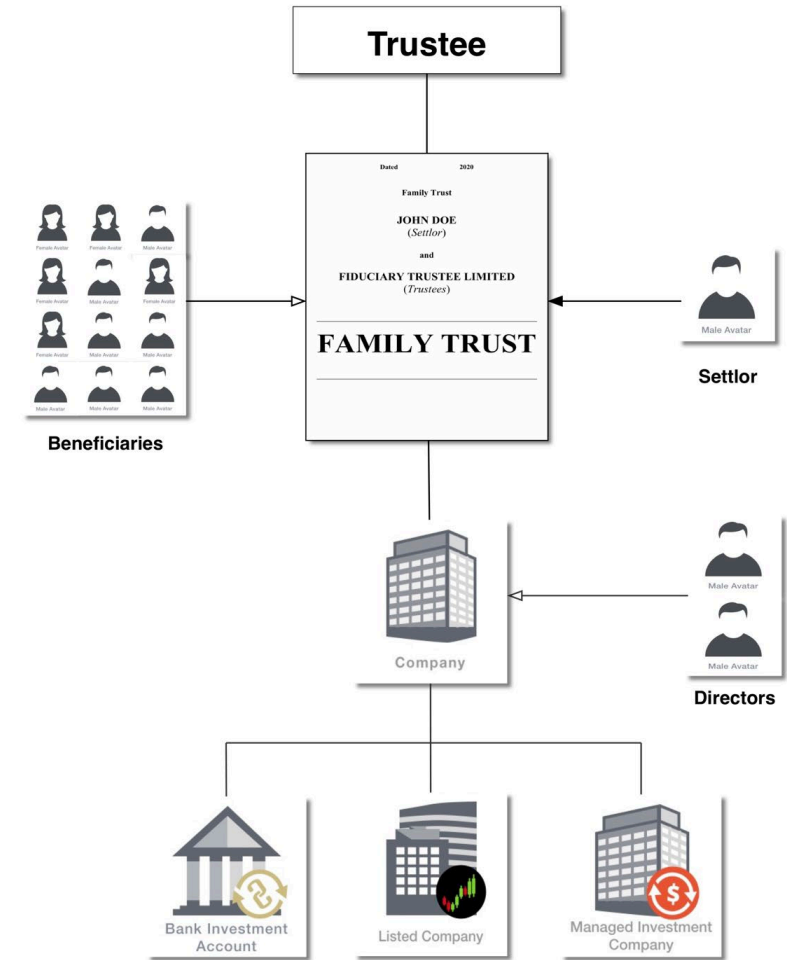 Trustee
Dated 2020
Family Trust
JOHN DOE
(Settlor)
and
FIDUCIARY TRUSTEE LIMITED
(Trustees)
FAMILY TRUST
Female Avatar Female Avatar Male Avatar
Female Avatar Male Avatar Female Avatar
Female Avatar Male Avatar Male Avatar
Male Avatar Male Avatar Male Avatar
Beneficiaries
Male Avatar
Settlor
Company
Male Avatar
Male Avatar
Directors
Bank Investment
Account
Listed Company
$
Managed Investment
Company